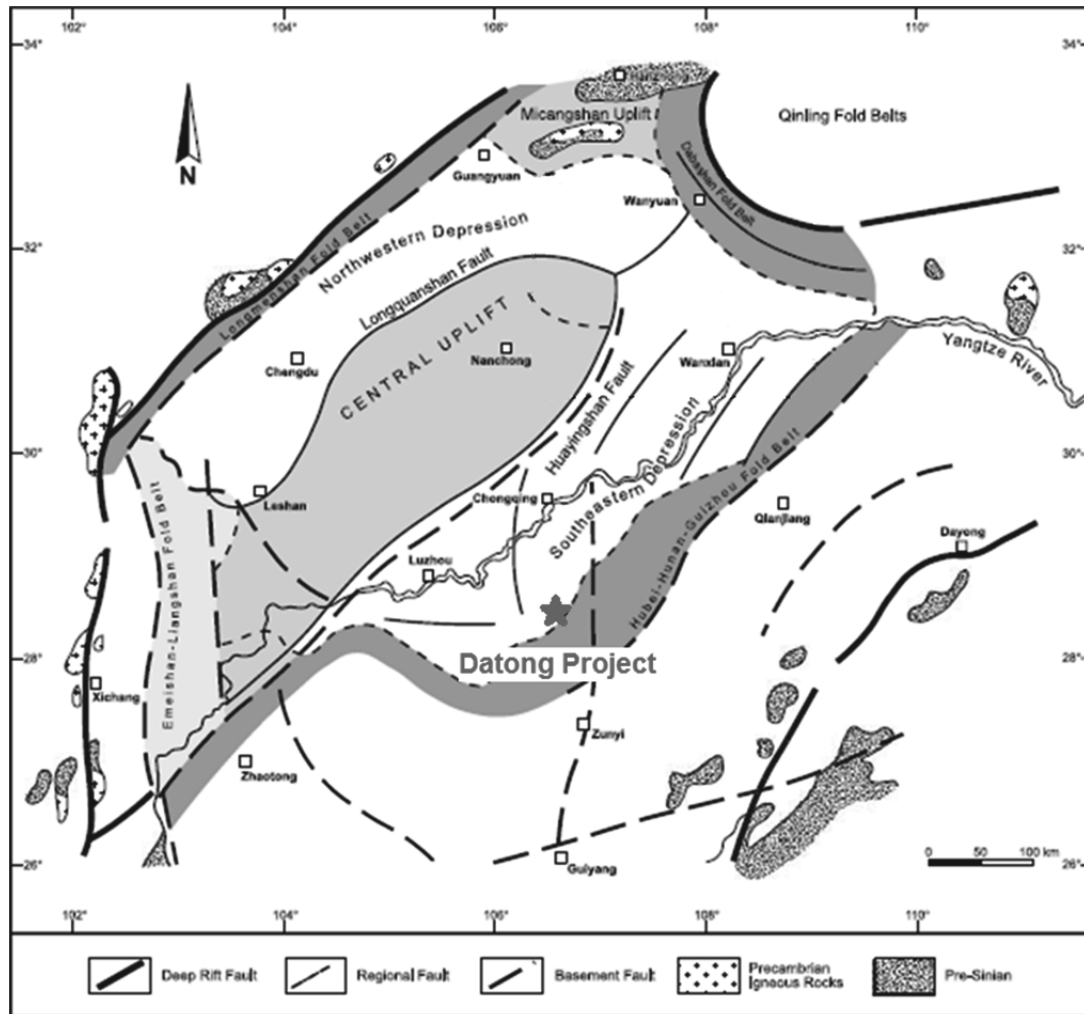 102°
104°
106°
108°
110°
34°
34°
Hanzhong
Micangshan Uplift
Qinling Fold Belts
N
Guangyuan
Dabashan Fold Belt
Wanyuan
Northwestern Depression
32°
32°
Longmenshan Fold Belt
Longquanshan Fault
CENTRAL UPLIFT
Chengdu
Nanchong
Wanxian
Yangtze River
Huayingshan Fault
30°
30°
Leshan
Chongqing
Southeastern Depression
Qianjiang
Hubei-Hunan-Guizhou Fold Belt
Dayong
Emeishan-Liangshan Fold Belt
Luzhou
28°
28°
Datong Project
Xichang
Zunyi
Zhaotong
26°
26°
Guiyang
0 50 100 km
102°
104°
106°
108°
110°
Deep Rift Fault
Regional Fault
Basement Fault
Precambrian
Igneous Rocks
Pre-Sinian